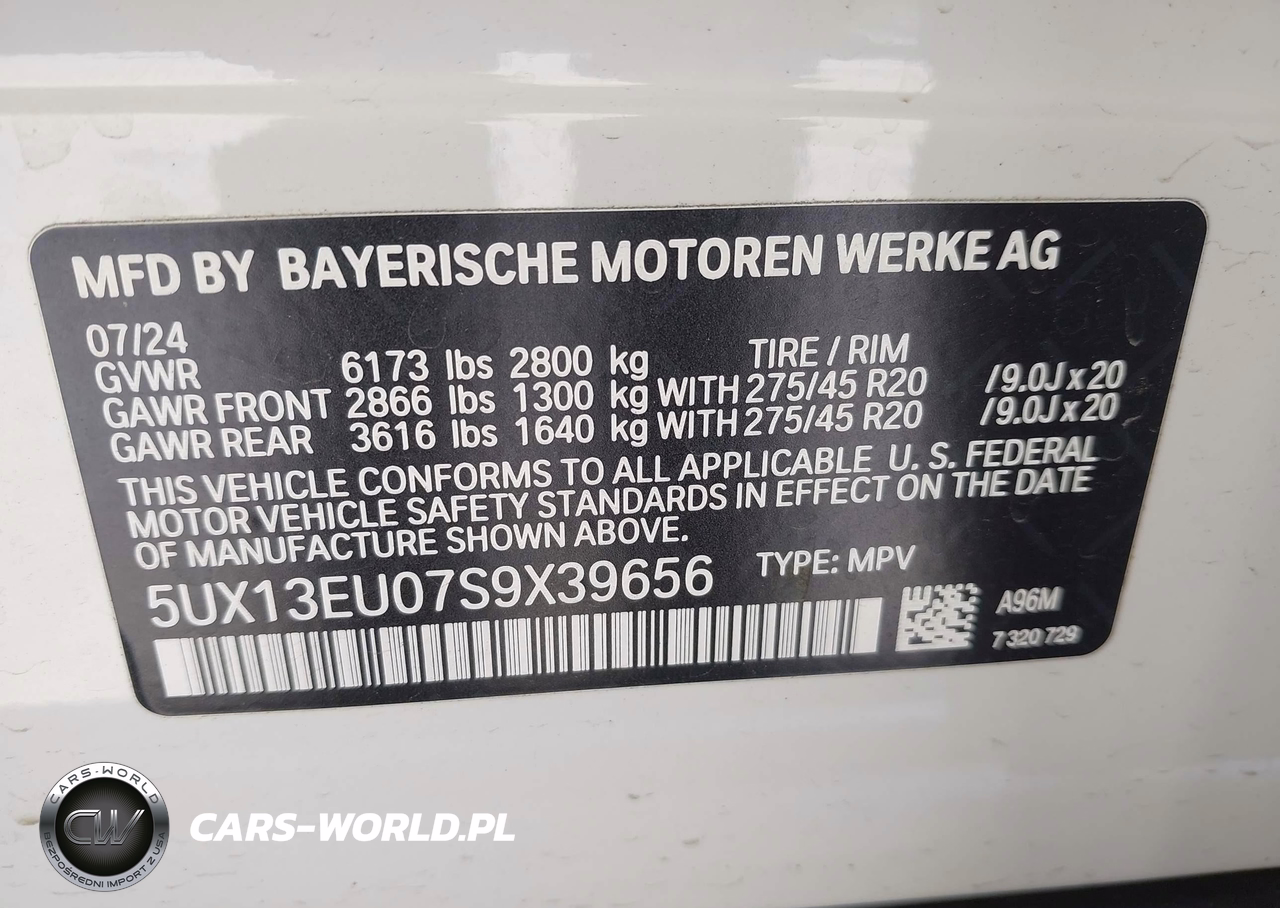 MFD BY BAYERISCHE MOTOREN WERKE AG
07/24
GVWR 6173 lbs 2800 kg TIRE / RIM
GAWR FRONT 2866 lbs 1300 kg WITH 275/45 R20 /9.0J x 20
GAWR REAR 3616 lbs 1640 kg WITH 275/45 R20 /9.0J x 20
THIS VEHICLE CONFORMS TO ALL APPLICABLE U. S. FEDERAL
MOTOR VEHICLE SAFETY STANDARDS IN EFFECT ON THE DATE
OF MANUFACTURE SHOWN ABOVE.
5UX13EU07S9X39656 TYPE: MPV
A96M
7 320 729
CARS-WORLD
CW
BEZPOŚREDNI IMPORT Z USA
CARS-WORLD.PL